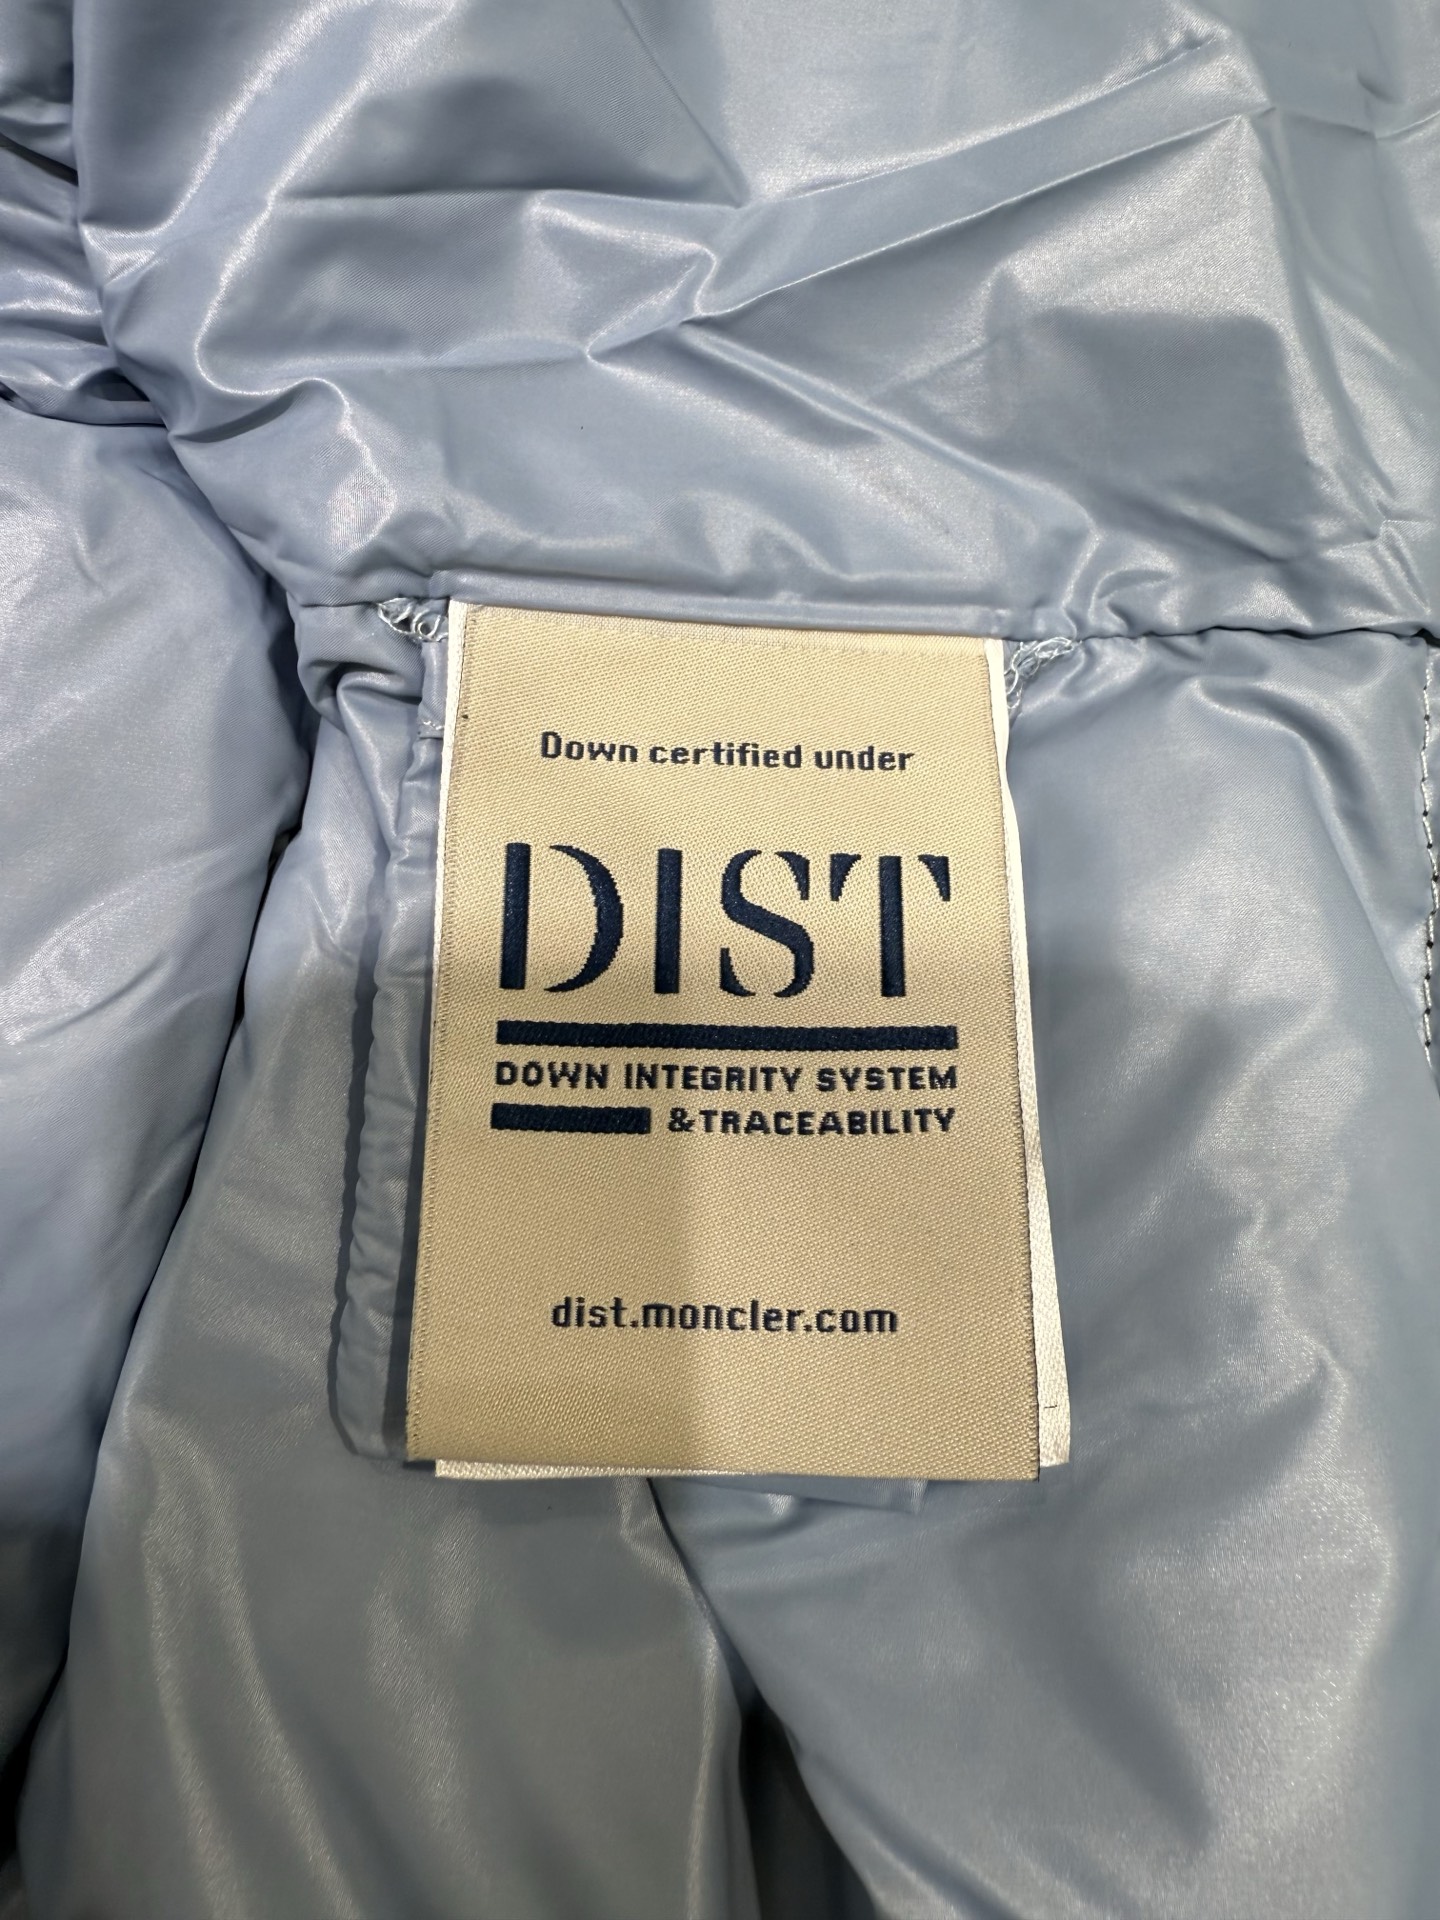 Down certified under
DIST
DOWN INTEGRITY SYSTEM
&TRACEABILITY
dist.moncler.com